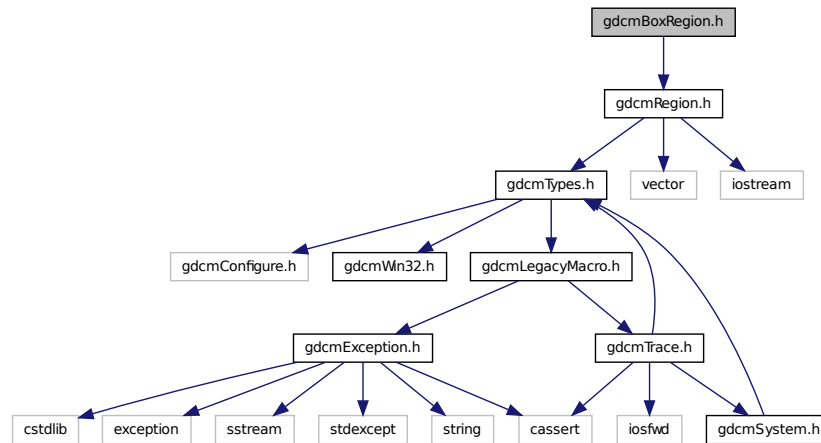 gdcmBoxRegion.h
gdcmRegion.h
gdcmTypes.h
vector
iostream
gdcmConfigure.h
gdcmWin32.h
gdcmLegacyMacro.h
gdcmException.h
gdcmTrace.h
cstdlib
exception
sstream
stdexcept
string
cassert
iosfwd
gdcmSystem.h